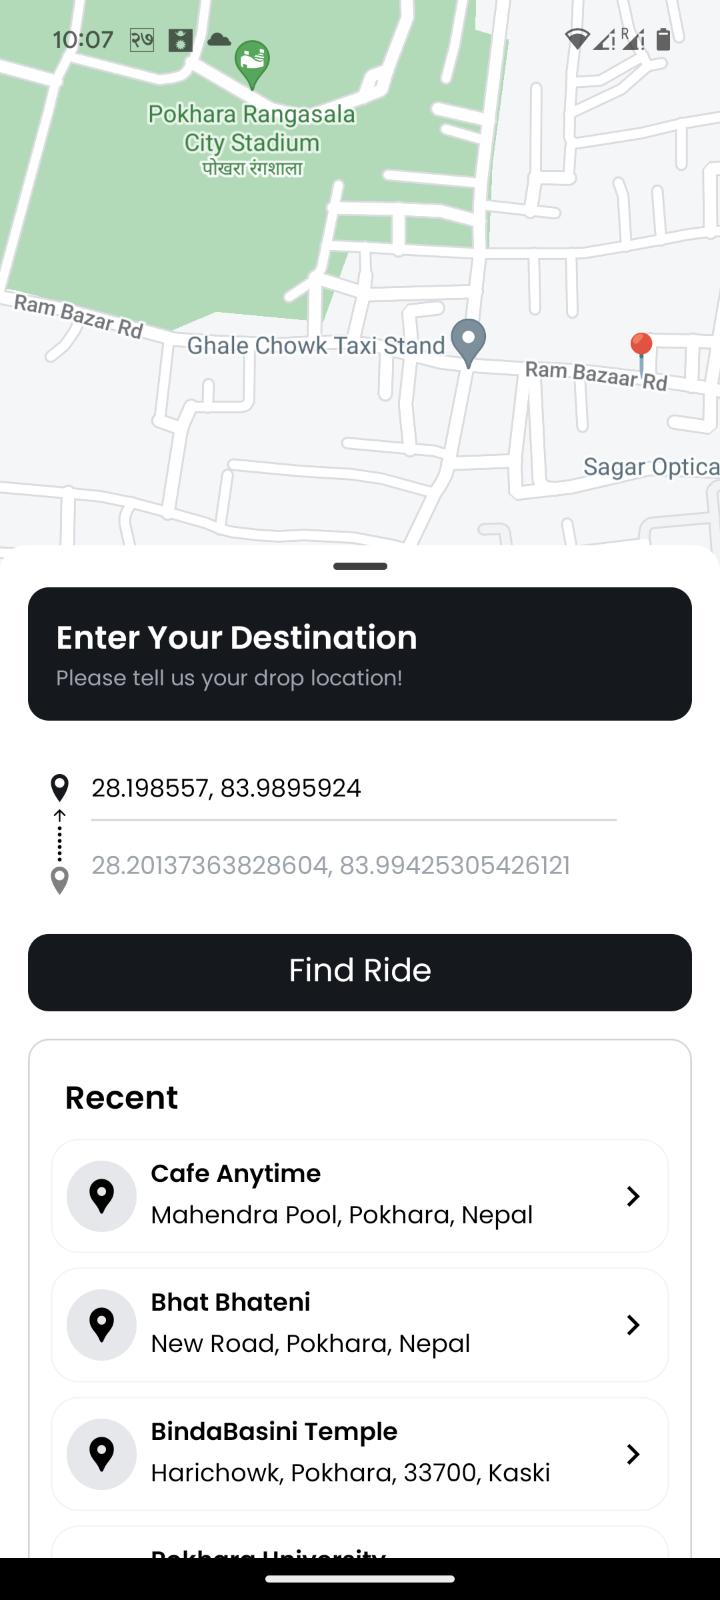 10:07 २७ R
Pokhara Rangasala
City Stadium
पोखरा रंगशाला
Ram Bazar Rd
Ghale Chowk Taxi Stand
Ram Bazaar Rd
Sagar Optica
Enter Your Destination
Please tell us your drop location!
28.198557, 83.9895924
28.20137363828604, 83.99425305426121
Find Ride
Recent
Cafe Anytime
Mahendra Pool, Pokhara, Nepal
Bhat Bhateni
New Road, Pokhara, Nepal
BindaBasini Temple
Harichowk, Pokhara, 33700, Kaski
Pokhara University